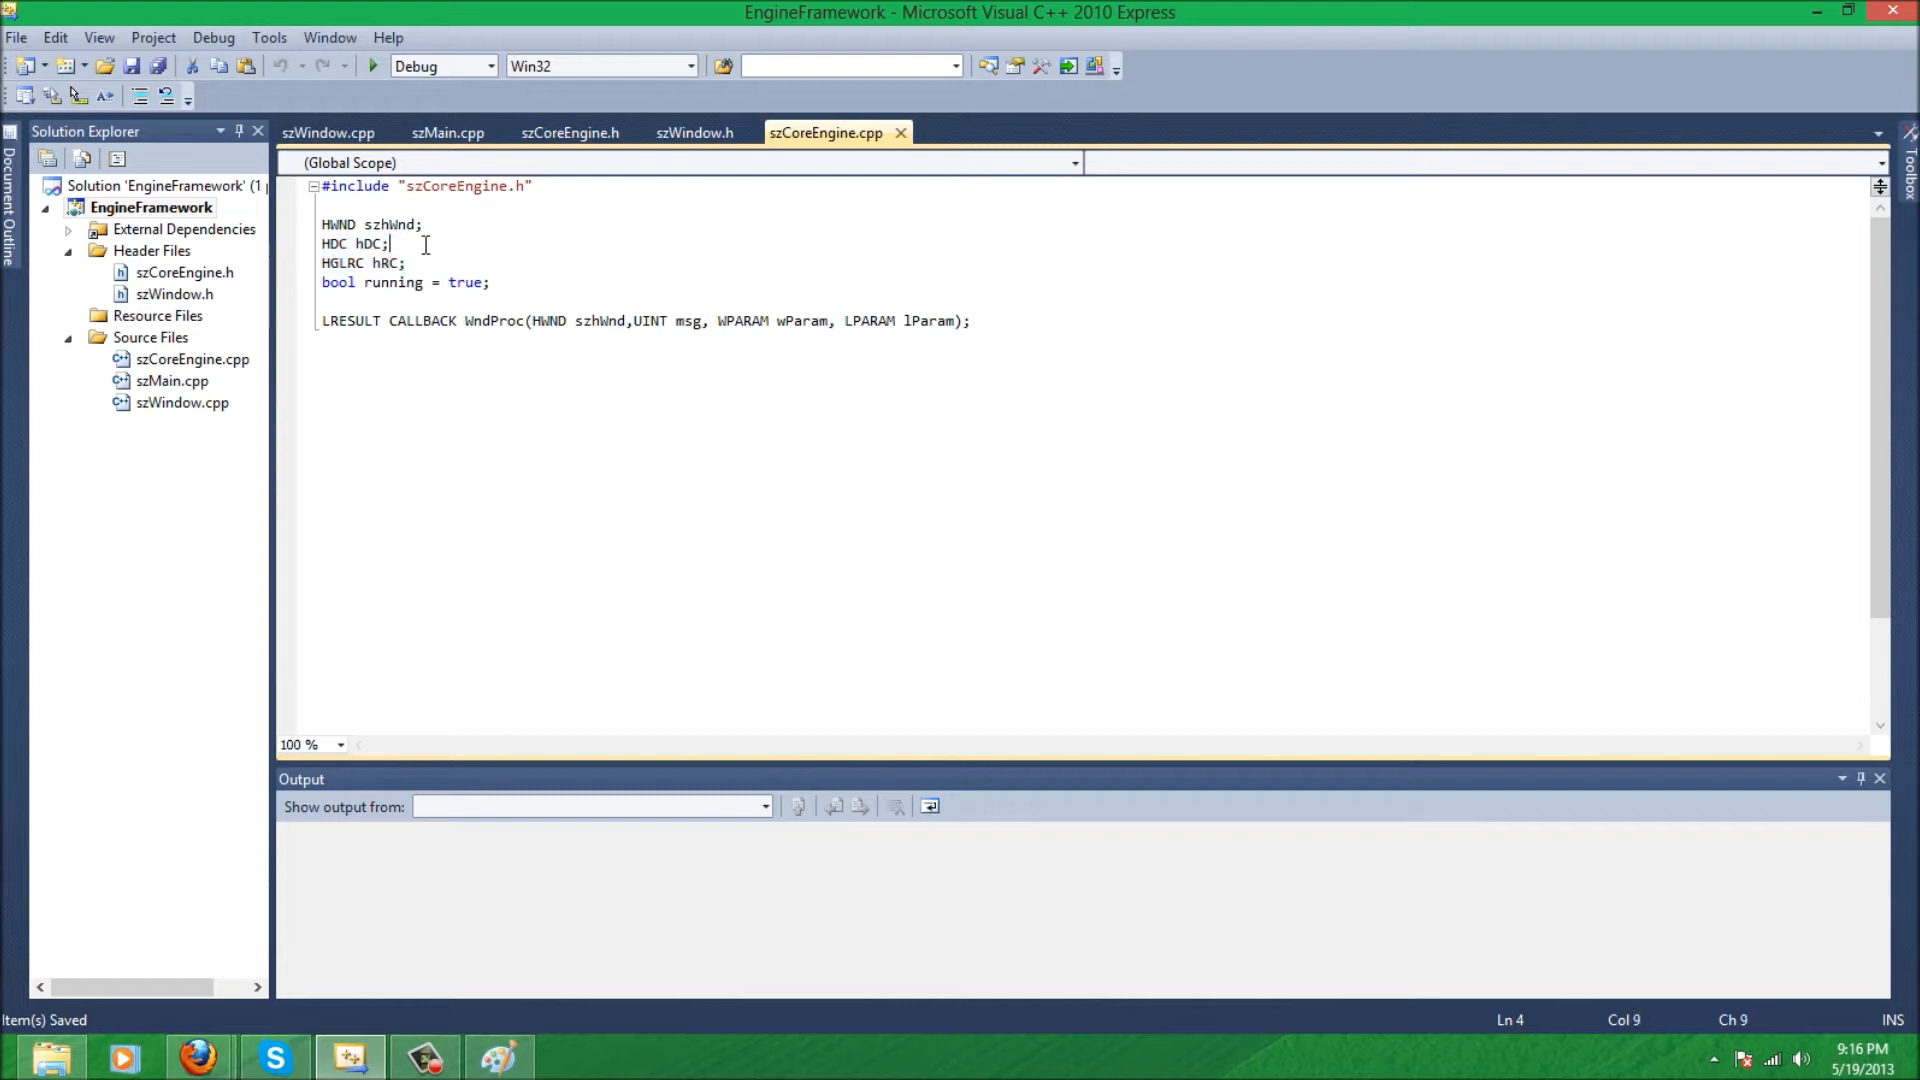 EngineFramework - Microsoft Visual C++ 2010 Express
File Edit View Project Debug Tools Window Help
Debug Win32
Document Outline
Solution Explorer
Solution 'EngineFramework' (1 p
EngineFramework
External Dependencies
Header Files
szCoreEngine.h
szWindow.h
Resource Files
Source Files
szCoreEngine.cpp
szMain.cpp
szWindow.cpp
szWindow.cpp szMain.cpp szCoreEngine.h szWindow.h szCoreEngine.cpp
(Global Scope)
#include "szCoreEngine.h"
HWND szhWnd;
HDC hDC;
HGLRC hRC;
bool running = true;
LRESULT CALLBACK WndProc(HWND szhWnd,UINT msg, WPARAM wParam, LPARAM lParam);
100 %
Output
Show output from:
Toolbox
Item(s) Saved Ln 4 Col 9 Ch 9 INS
9:16 PM
5/19/2013